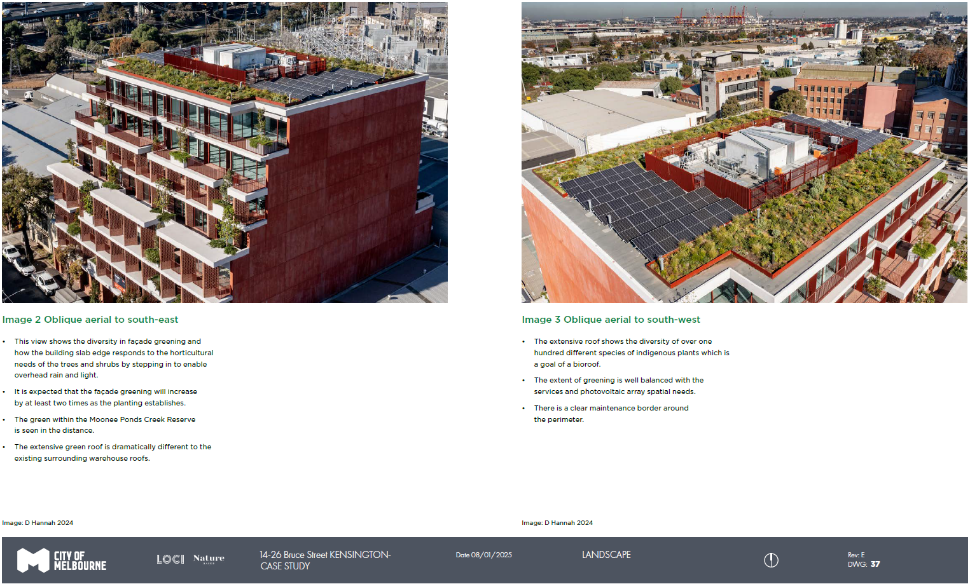 Image 2 Oblique aerial to south-east
• This view shows the diversity in façade greening and
how the building slab edge responds to the horticultural
needs of the trees and shrubs by stepping in to enable
overhead rain and light.
• It is expected that the façade greening will increase
by at least two times as the planting establishes.
• The green within the Moonee Ponds Creek Reserve
is seen in the distance.
• The extensive green roof is dramatically different to the
existing surrounding warehouse roofs.
Image: D Hannah 2024
Image 3 Oblique aerial to south-west
• The extensive roof shows the diversity of over one
hundred different species of indigenous plants which is
a goal of a bioroof.
• The extent of greening is well balanced with the
services and photovoltaic array spatial needs.
• There is a clear maintenance border around
the perimeter.
Image: D Hannah 2024
CITY OF
MELBOURNE
LOCI
Nature
14-26 Bruce Street KENSINGTON-
CASE STUDY
Date 08/01/2025
LANDSCAPE
Rev: E
DWG: 37